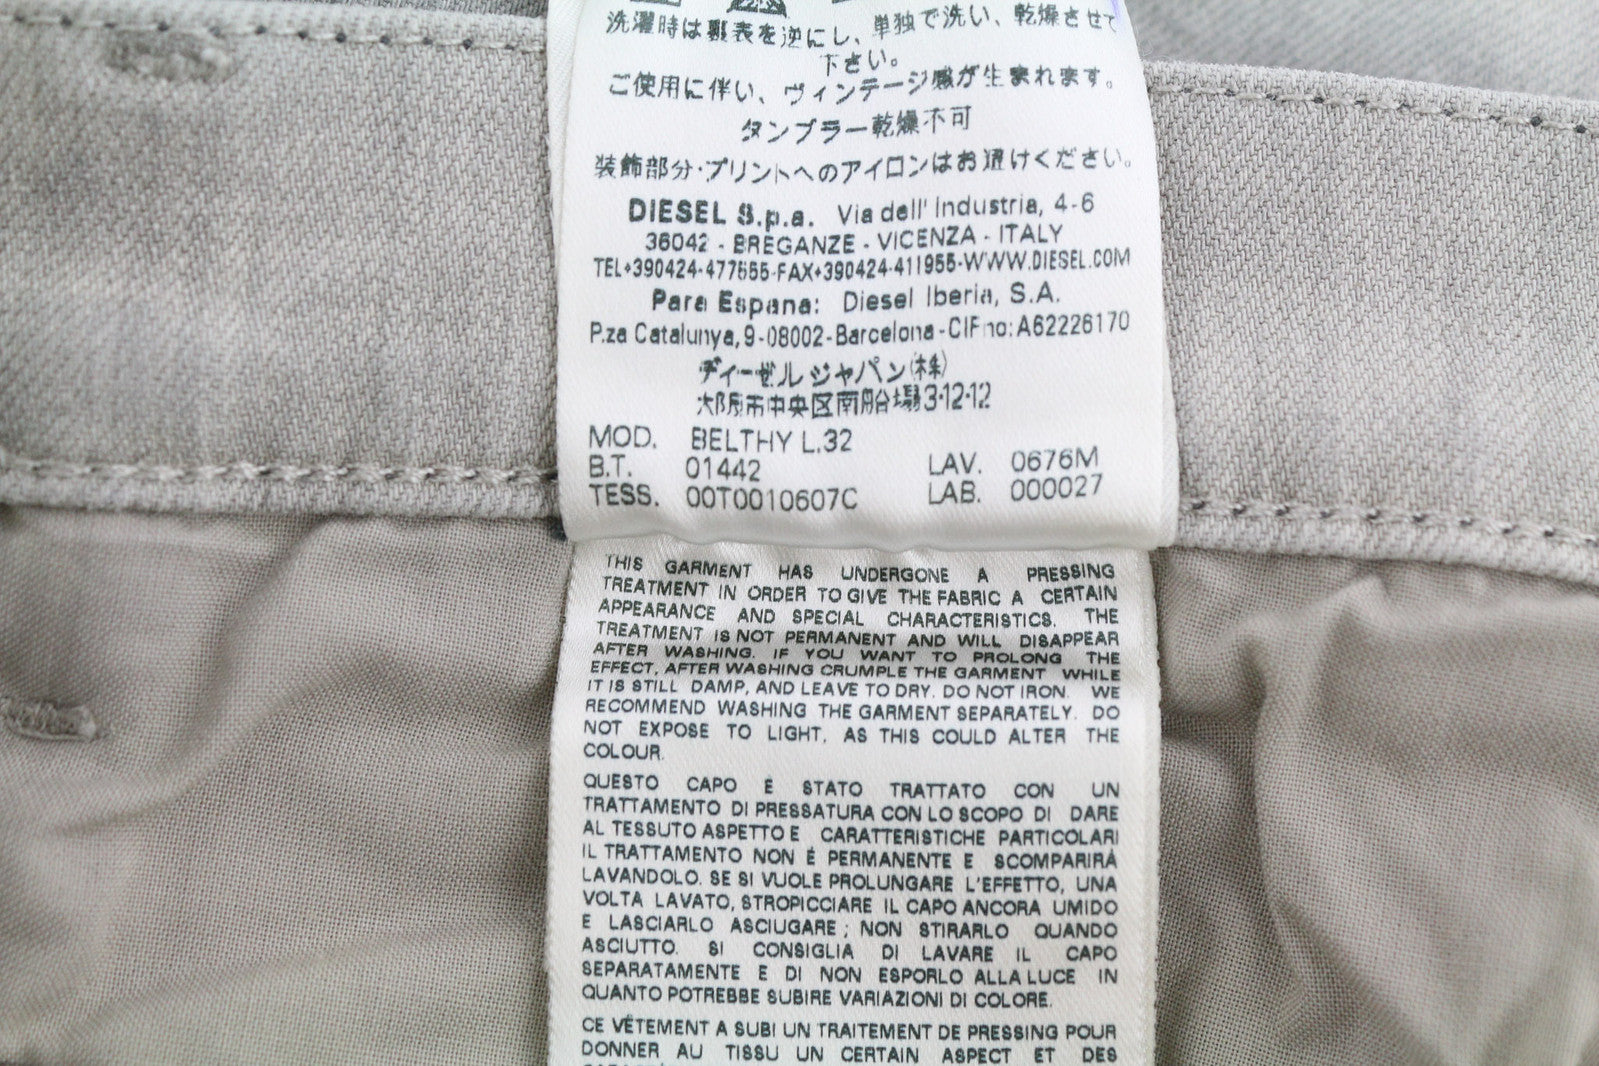 洗濯時は裏表を逆にし、単独で洗い、乾燥させて
下さい。
ご使用に伴い、ヴィンテージ感が生まれます。
タンブラー乾燥不可
装飾部分・プリントへのアイロンはお避けください。
DIESEL S.p.a. Via dell' Industria, 4-6
36042 - BREGANZE - VICENZA - ITALY
TEL+390424-477555-FAX+390424-411955-WWW.DIESEL.COM
Para Espana: Diesel Iberia, S.A.
P.za Catalunya, 9-08002-Barcelona-CIF no: A62226170
ディーゼルジャパン(株)
大阪市中央区南船場3-12-12
MOD. BELTHY L.32
B.T. 01442 LAV. 0676M
TESS. 00T0010607C LAB. 000027
THIS GARMENT HAS UNDERGONE A PRESSING
TREATMENT IN ORDER TO GIVE THE FABRIC A CERTAIN
APPEARANCE AND SPECIAL CHARACTERISTICS. THE
TREATMENT IS NOT PERMANENT AND WILL DISAPPEAR
AFTER WASHING. IF YOU WANT TO PROLONG THE
EFFECT, AFTER WASHING CRUMPLE THE GARMENT WHILE
IT IS STILL DAMP, AND LEAVE TO DRY. DO NOT IRON. WE
RECOMMEND WASHING THE GARMENT SEPARATELY. DO
NOT EXPOSE TO LIGHT, AS THIS COULD ALTER THE
COLOUR.
QUESTO CAPO È STATO TRATTATO CON UN
TRATTAMENTO DI PRESSATURA CON LO SCOPO DI DARE
AL TESSUTO ASPETTO E CARATTERISTICHE PARTICOLARI
IL TRATTAMENTO NON É PERMANENTE E SCOMPARIRÁ
LAVANDOLO. SE SI VUOLE PROLUNGARE L'EFFETTO, UNA
VOLTA LAVATO, STROPICCIARE IL CAPO ANCORA UMIDO
E LASCIARLO ASCIUGARE; NON STIRARLO QUANDO
ASCIUTTO. SI CONSIGLIA DI LAVARE IL CAPO
SEPARATAMENTE E DI NON ESPORLO ALLA LUCE IN
QUANTO POTREBBE SUBIRE VARIAZIONI DI COLORE.
CE VÊTEMENT A SUBI UN TRAITEMENT DE PRESSING POUR
DONNER AU TISSU UN CERTAIN ASPECT ET DES